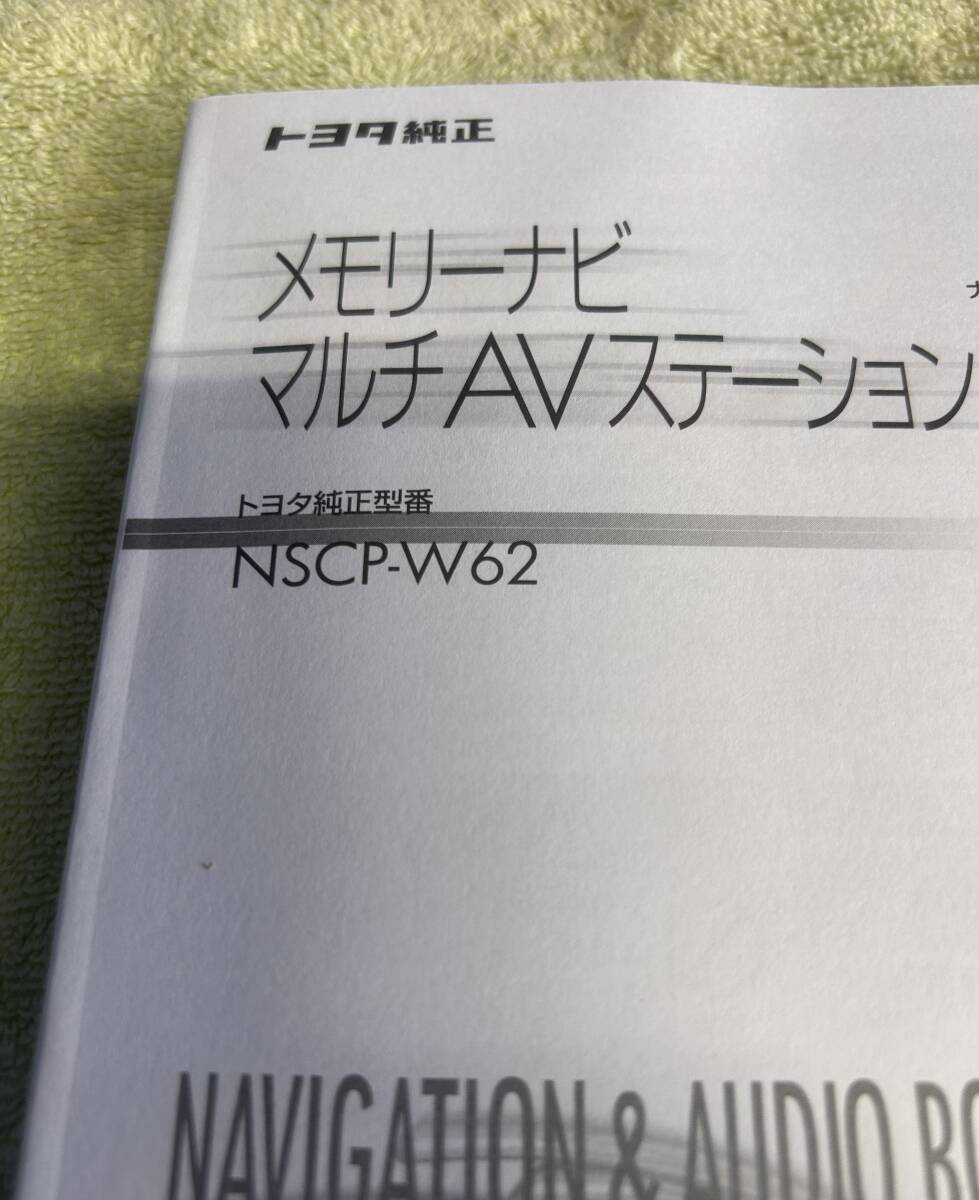 トヨタ純正
メモリーナビ
マルチAVステーション
トヨタ純正型番
NSCP-W62
NAVIGATION & AUDIO